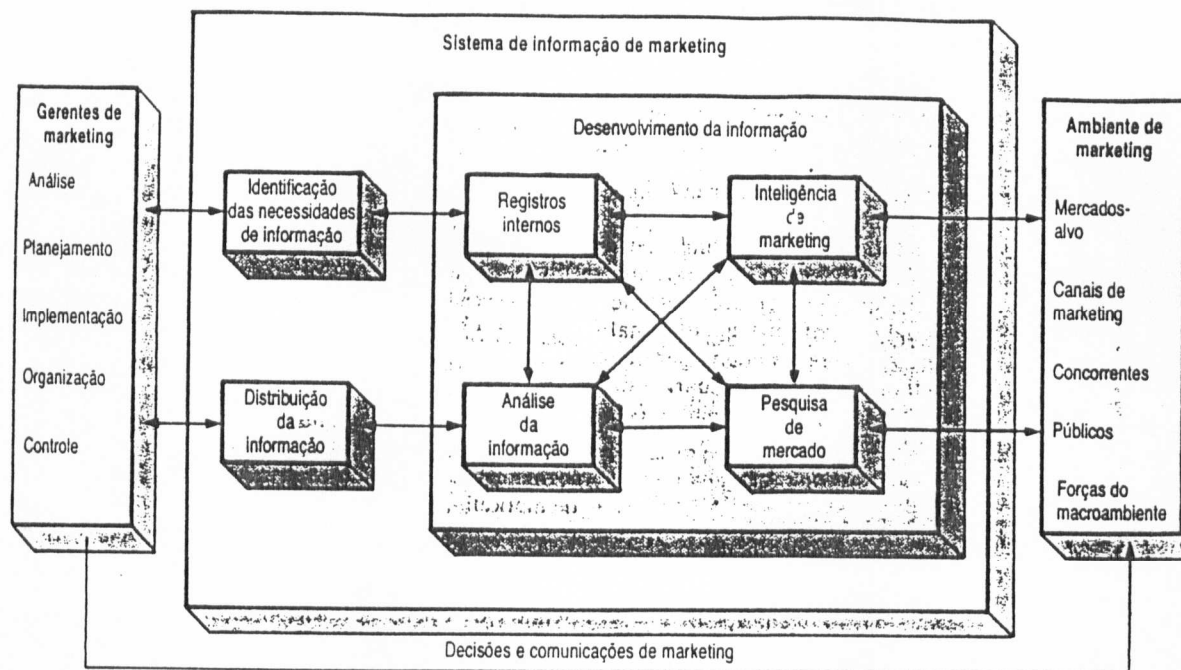 Sistema de informação de marketing
Gerentes de
marketing
Análise
Planejamento
Implementação
Organização
Controle
Identificação
das necessidades
de informação
Distribuição
da
informação
Desenvolvimento da informação
Registros
internos
Inteligência
de
marketing
Análise
da
informação
Pesquisa
de
mercado
Ambiente de
marketing
Mercados-
alvo
Canais de
marketing
Concorrentes
Públicos
Forças do
macroambiente
Decisões e comunicações de marketing